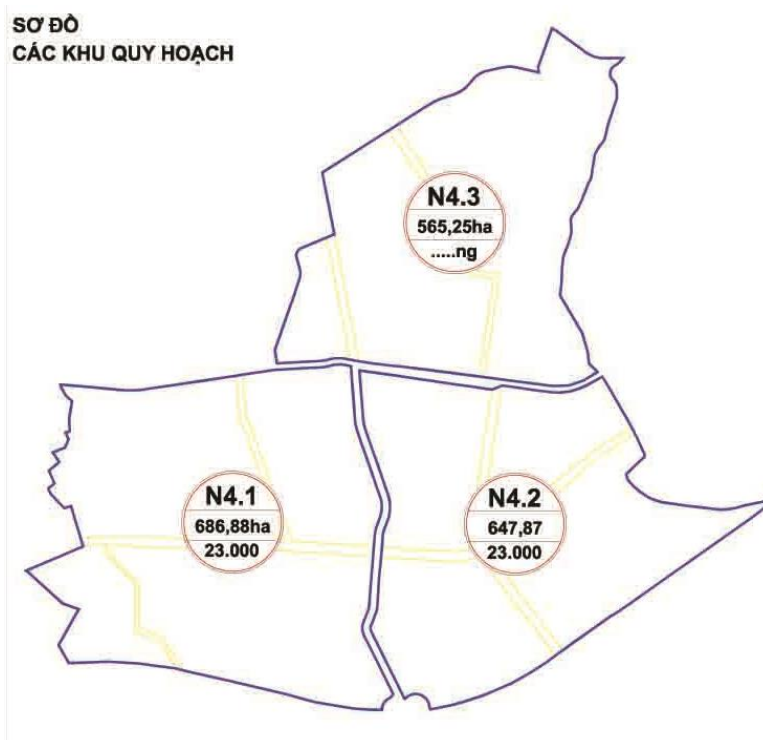 SƠ ĐỒ
CÁC KHU QUY HOẠCH
N4.3
565,25ha
.....ng
N4.1
686,88ha
23.000
N4.2
647,87
23.000